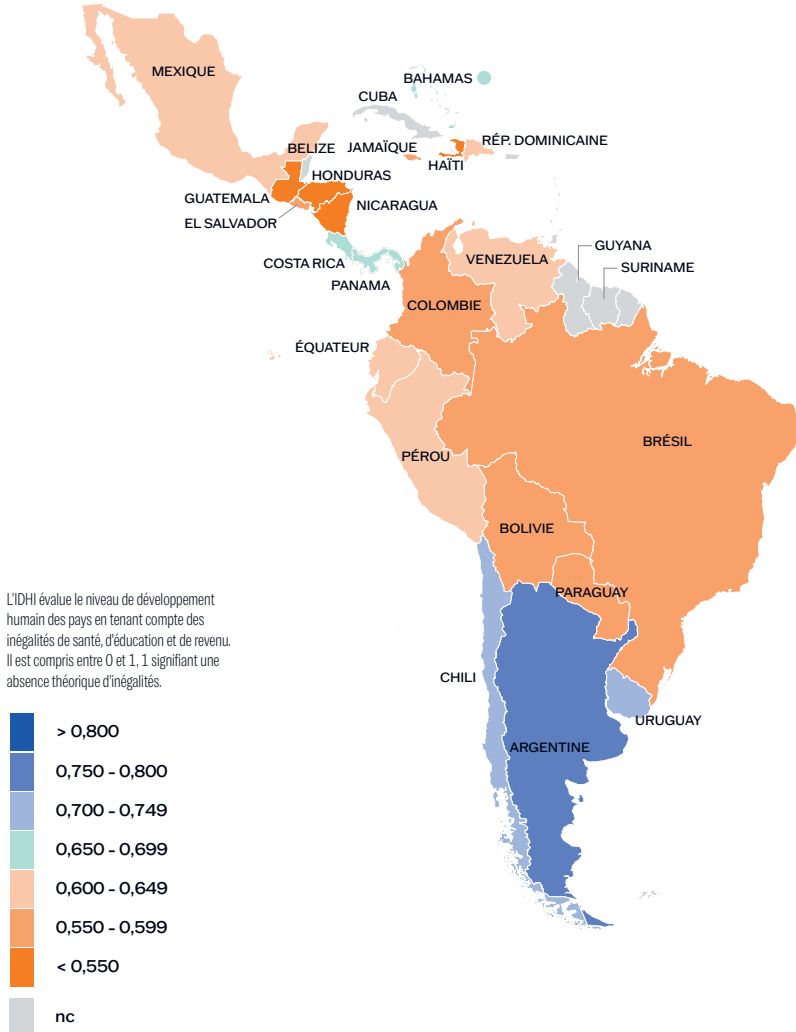 MEXIQUE
BAHAMAS
CUBA
BELIZE
JAMAÏQUE
RÉP. DOMINICAINE
HAÏTI
HONDURAS
GUATEMALA
NICARAGUA
EL SALVADOR
COSTA RICA
PANAMA
VENEZUELA
GUYANA
SURINAME
COLOMBIE
ÉQUATEUR
BRÉSIL
PÉROU
BOLIVIE
PARAGUAY
CHILI
URUGUAY
ARGENTINE
L'IDHI évalue le niveau de développement
humain des pays en tenant compte des
inégalités de santé, d'éducation et de revenu.
Il est compris entre 0 et 1, 1 signifiant une
absence théorique d'inégalités.
> 0,800
0,750 - 0,800
0,700 - 0,749
0,650 - 0,699
0,600 - 0,649
0,550 - 0,599
< 0,550
nc